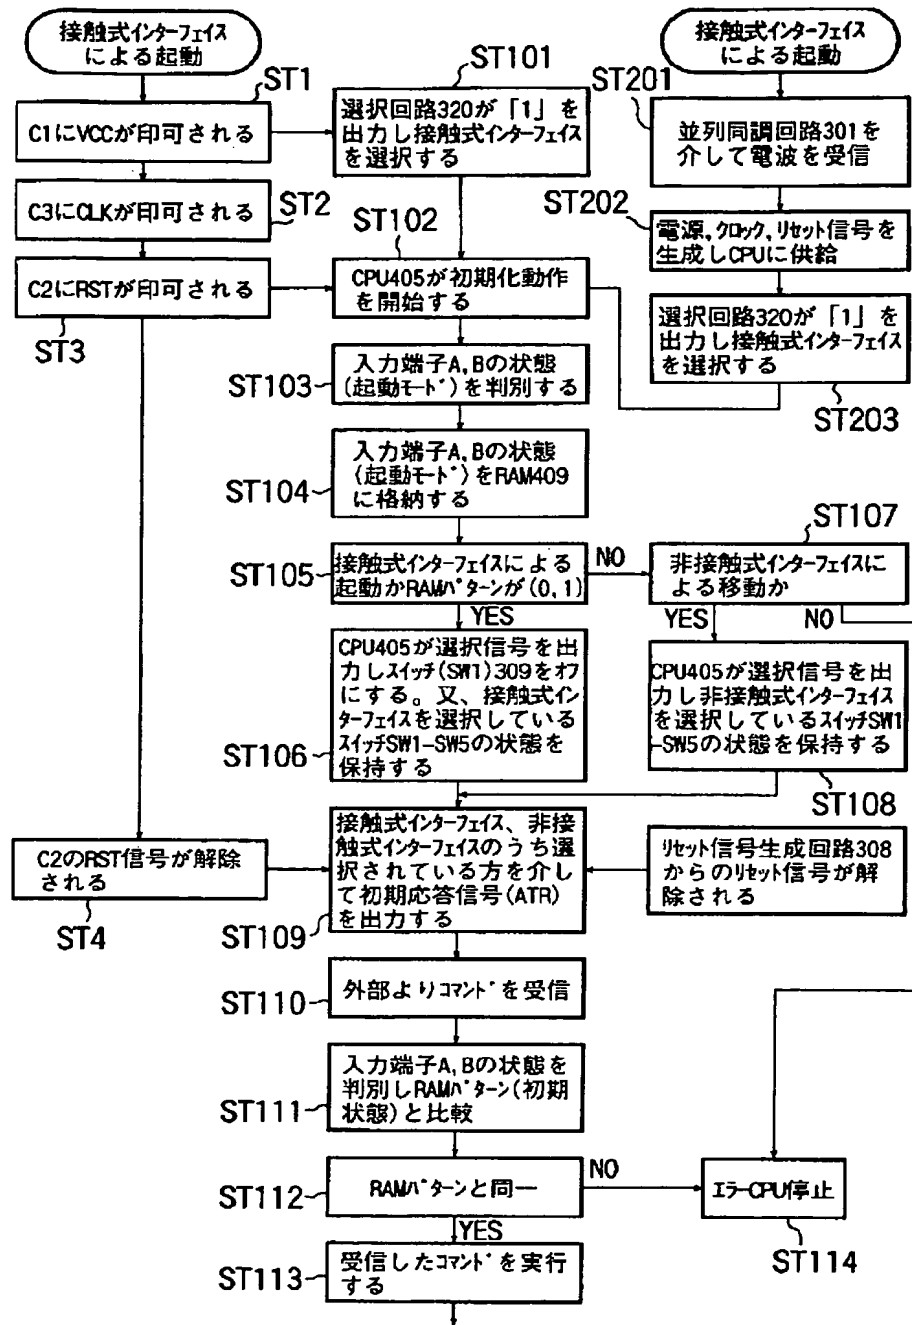 接触式インターフェイス
による起動
ST1
C1にVCCが印可される
ST2
C3にCLKが印可される
C2にRSTが印可される
ST3
C2のRST信号が解除
される
ST4
ST101
選択回路320が「1」を
出力し接触式インターフェイス
を選択する
ST102
CPU405が初期化動作
を開始する
ST103
入力端子A,Bの状態
(起動モード)を判別する
ST104
入力端子A,Bの状態
(起動モード)をRAM409
に格納する
ST105
接触式インターフェイスによる
起動かRAMパターンが(0,1)
NO
YES
ST106
CPU405が選択信号を出
力しスイッチ(SW1)309をオフ
にする。又、接触式イン
ターフェイスを選択している
スイッチSW1-SW5の状態を
保持する
ST109
接触式インターフェイス、非接
触式インターフェイスのうち選
択されている方を介し
て初期応答信号(ATR)
を出力する
ST110
外部よりコマンドを受信
ST111
入力端子A,Bの状態を
判別しRAMパターン(初期
状態)と比較
ST112
RAMパターンと同一
NO
YES
ST113
受信したコマンドを実行
する
接触式インターフェイス
による起動
ST201
並列同調回路301を
介して電波を受信
ST202
電源,クロック,リセット信号を
生成しCPUに供給
選択回路320が「1」を
出力し接触式インターフェイス
を選択する
ST203
ST107
非接触式インターフェイスに
よる移動か
YES
NO
CPU405が選択信号を出
力し非接触式インターフェイス
を選択しているスイッチSW1
-SW5の状態を保持する
ST108
リセット信号生成回路308
からのリセット信号が解
除される
エラーCPU停止
ST114